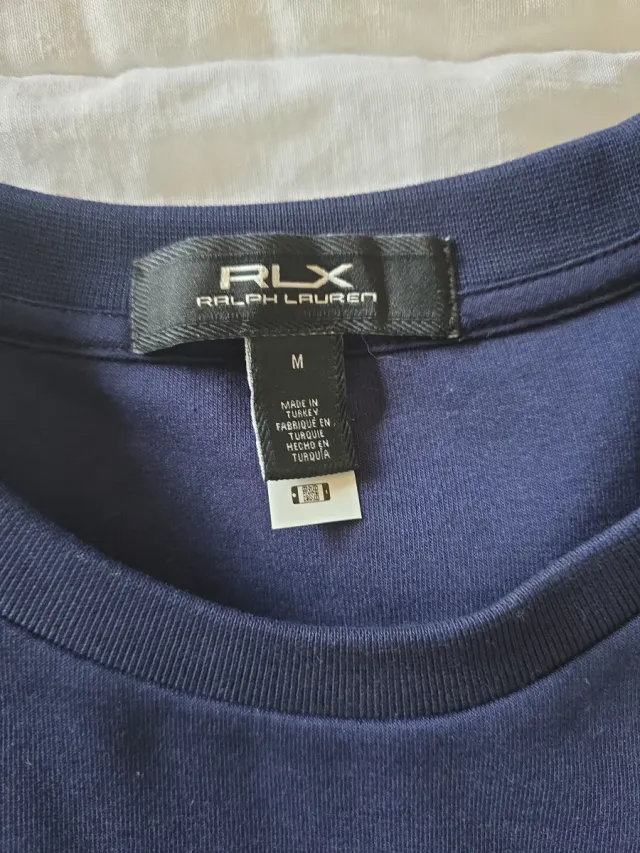 RLX
RALPH LAUREN
M
MADE IN
TURKEY
FABRIQUÉ EN
TURQUIE
HECHO EN
TURQUÍA